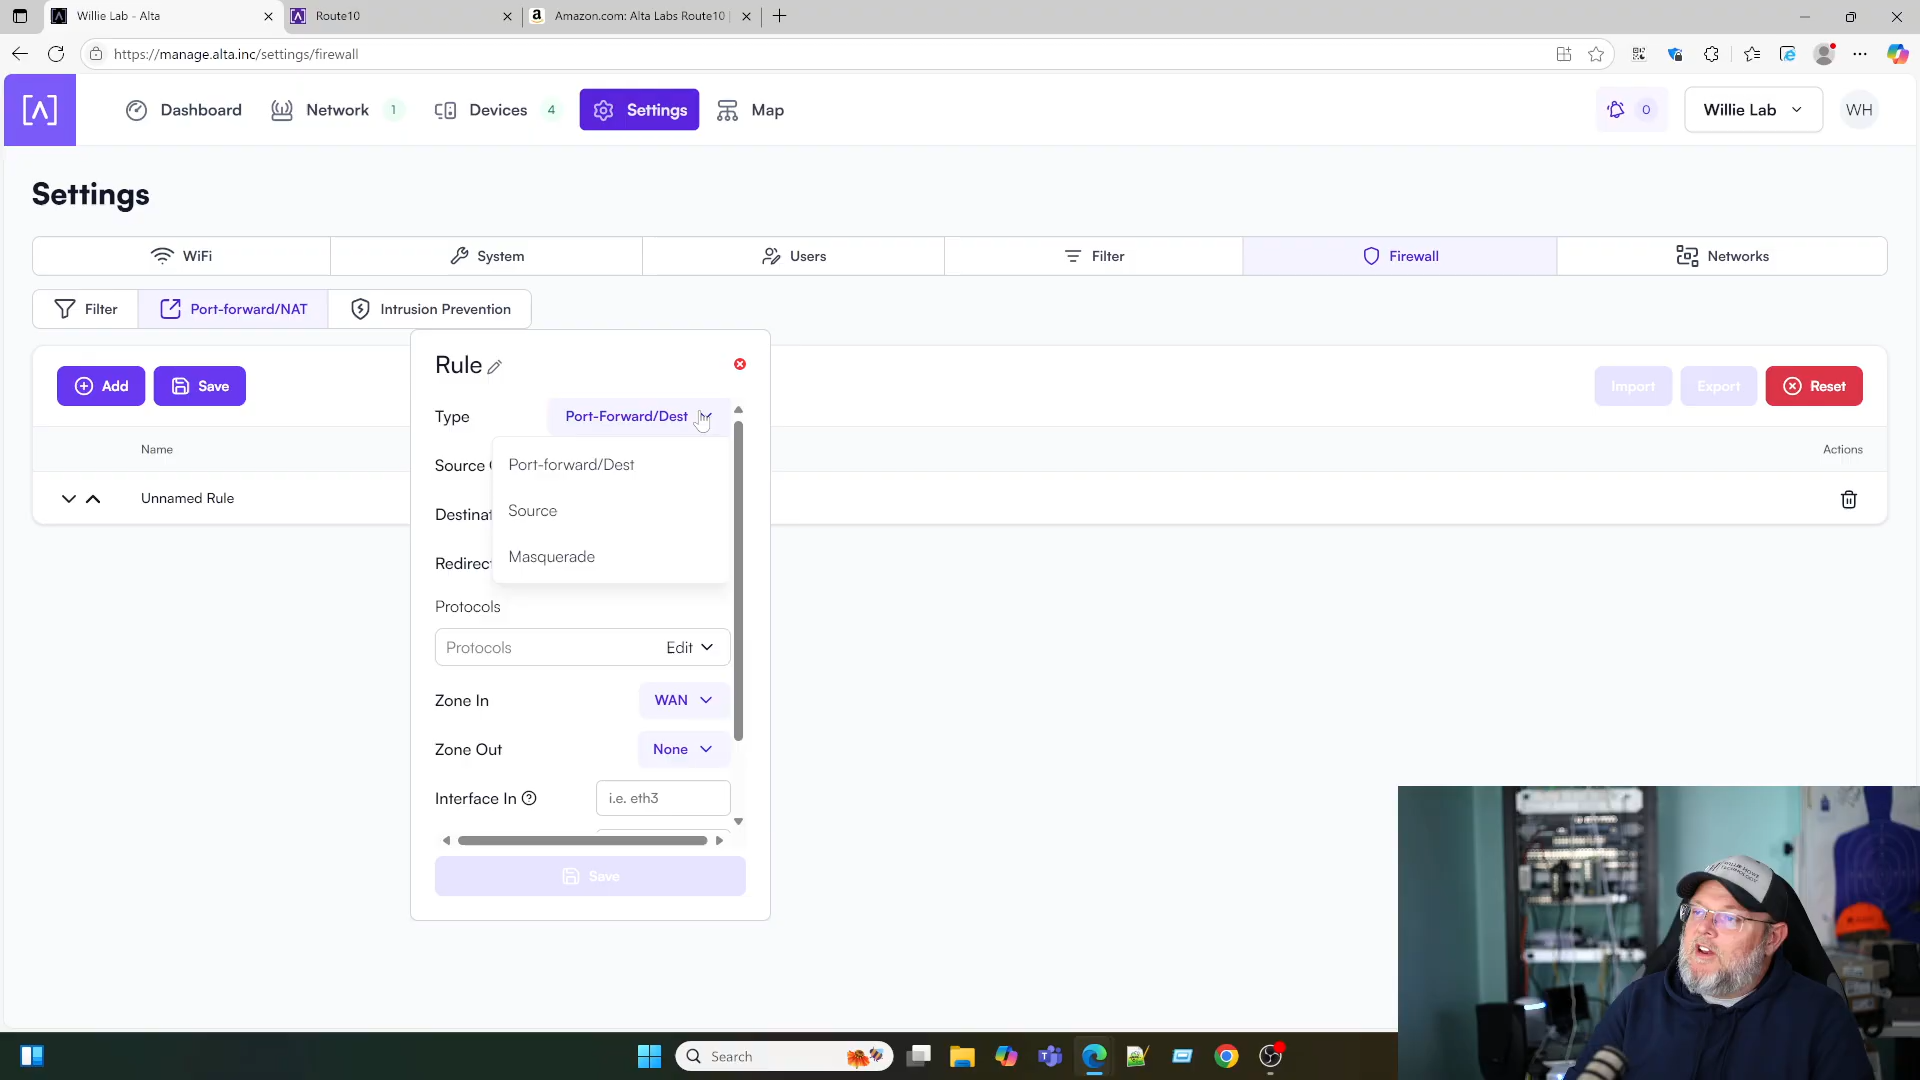 Willie Lab - Alta
Route10
Amazon.com: Alta Labs Route10
https://manage.alta.inc/settings/firewall
Dashboard
Network 1
Devices 4
Settings
Map
0
Willie Lab
WH
Settings
WiFi
System
Users
Filter
Firewall
Networks
Filter
Port-forward/NAT
Intrusion Prevention
Rule
Add
Save
Import
Export
Reset
Type
Port-Forward/Dest
Name
Actions
Source
Port-forward/Dest
Unnamed Rule
Source
Masquerade
Protocols
Protocols
Edit
Zone In
WAN
Zone Out
None
Interface In
i.e. eth3
Save
Search